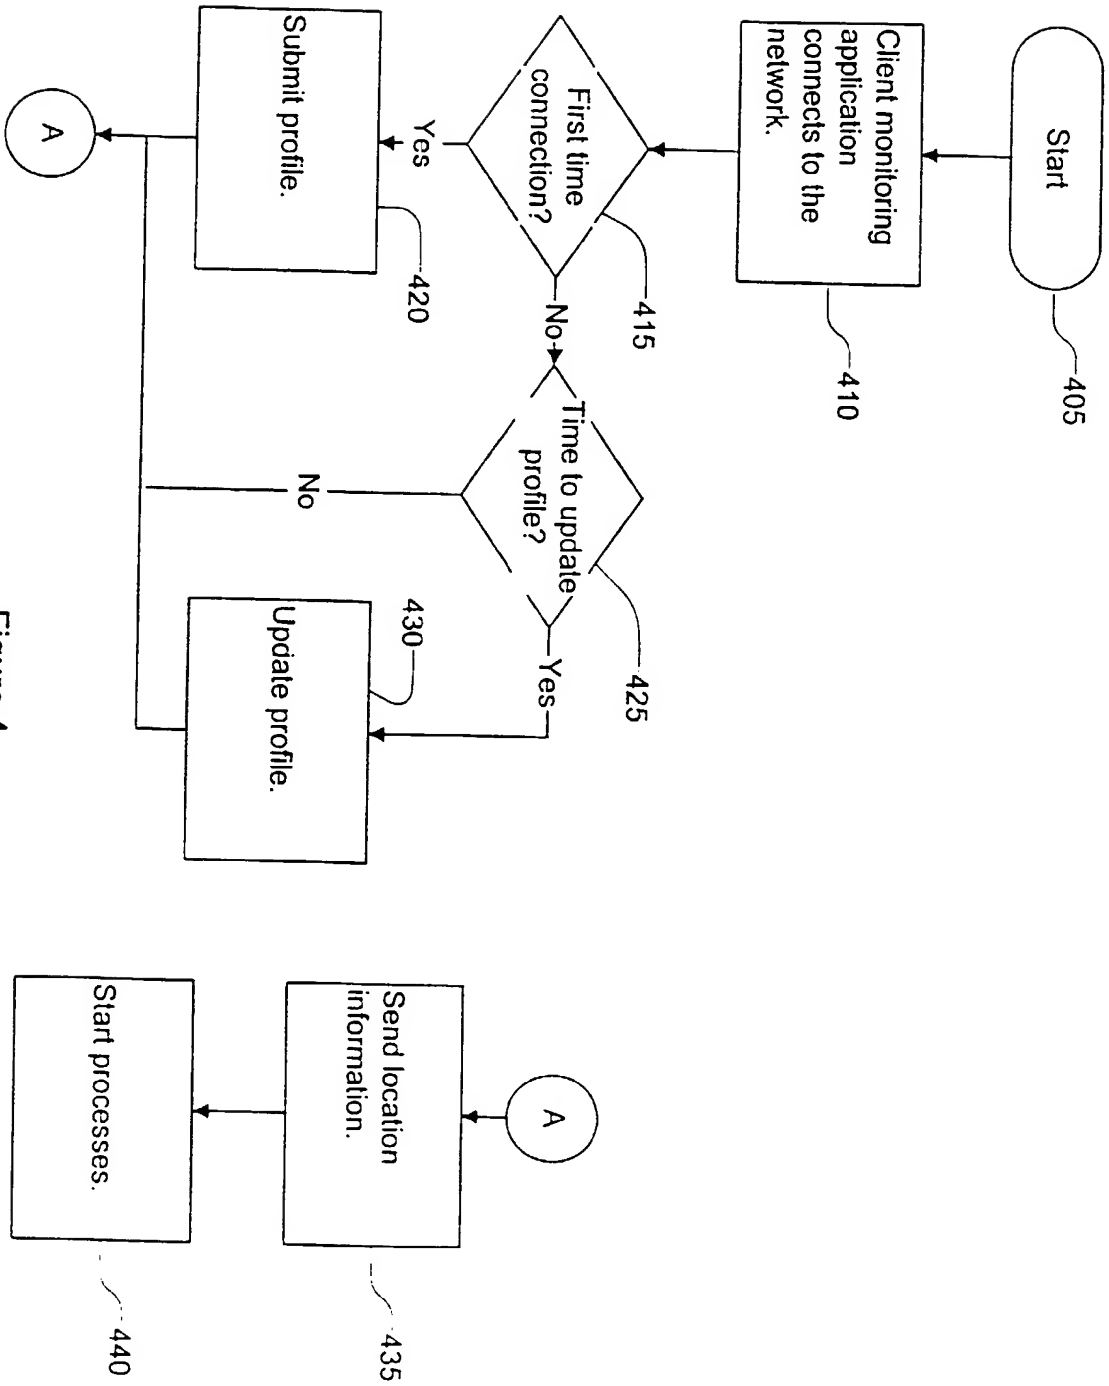 Start
405
Client monitoring
application
connects to the
network.
410
First time
connection?
415
No
Yes
Time to update
profile?
425
Submit profile.
420
No
Yes
430
Update profile.
A
A
Send location
information.
435
Start processes.
440